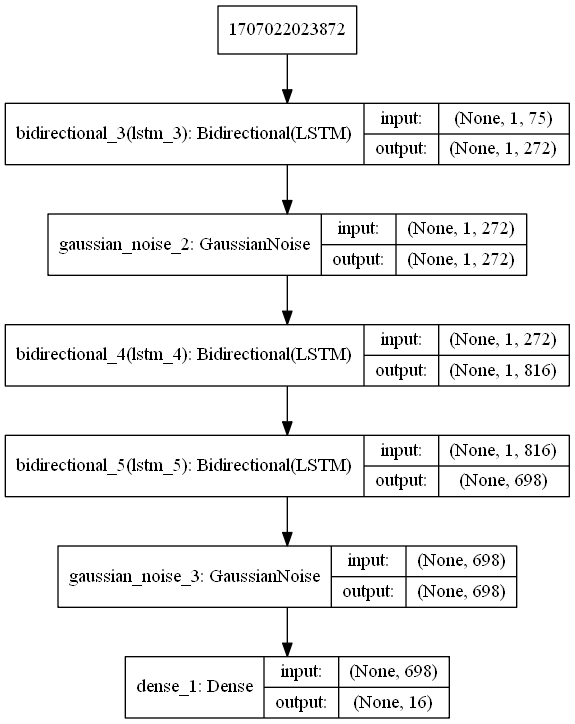 1707022023872
bidirectional_3(lstm_3): Bidirectional(LSTM)
input: (None, 1, 75)
output: (None, 1, 272)
gaussian_noise_2: GaussianNoise
input: (None, 1, 272)
output: (None, 1, 272)
bidirectional_4(lstm_4): Bidirectional(LSTM)
input: (None, 1, 272)
output: (None, 1, 816)
bidirectional_5(lstm_5): Bidirectional(LSTM)
input: (None, 1, 816)
output: (None, 698)
gaussian_noise_3: GaussianNoise
input: (None, 698)
output: (None, 698)
dense_1: Dense
input: (None, 698)
output: (None, 16)